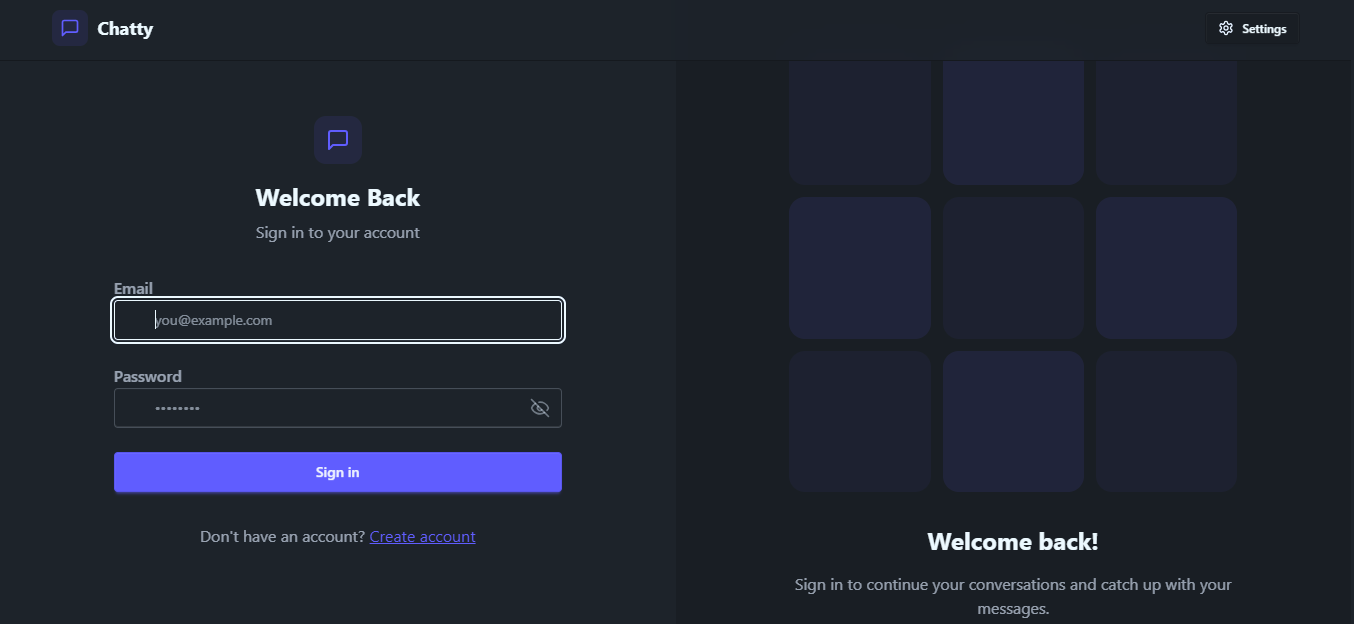 Chatty
Settings
Welcome Back
Sign in to your account
Email
you@example.com
Password
••••••••
Sign in
Don't have an account? Create account
Welcome back!
Sign in to continue your conversations and catch up with your
messages.